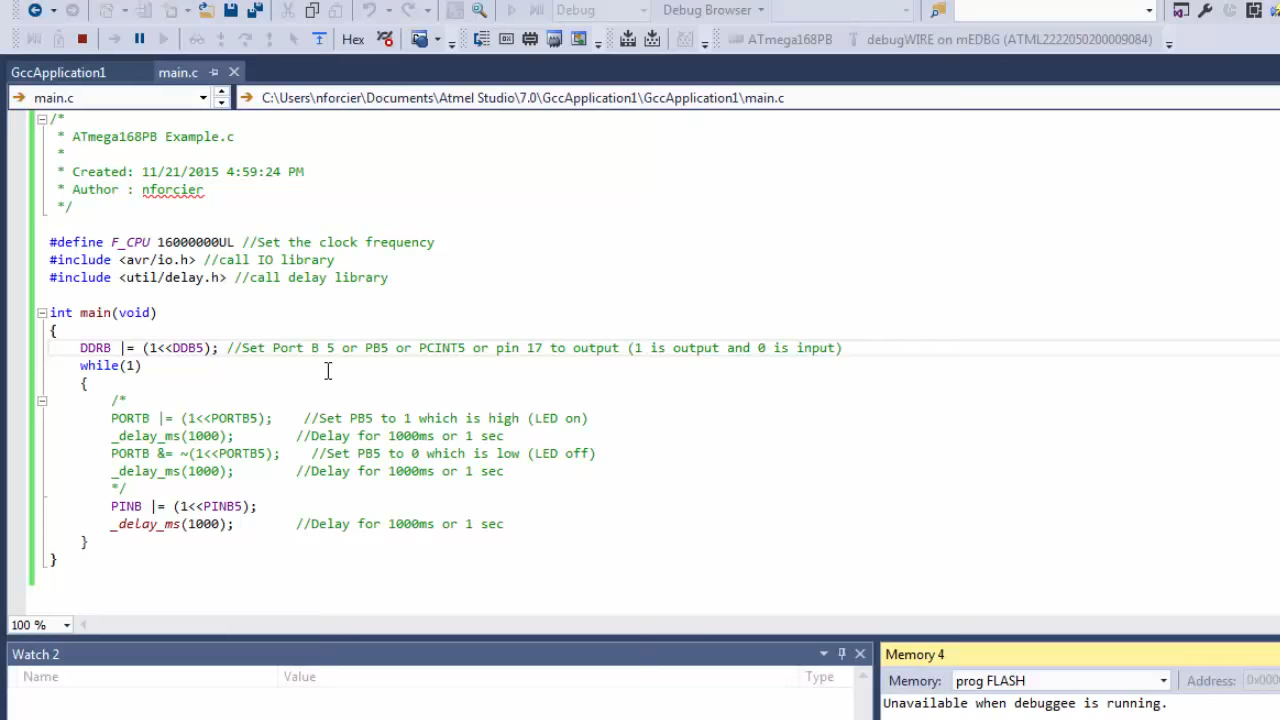 Debug
Debug Browser
Hex
ATmega168PB
debugWIRE on mEDBG (ATML2222050200009084)
GccApplication1
main.c
main.c
C:\Users\nforcier\Documents\Atmel Studio\7.0\GccApplication1\GccApplication1\main.c
/*
* ATmega168PB Example.c
*
* Created: 11/21/2015 4:59:24 PM
* Author : nforcier
*/
#define F_CPU 16000000UL //Set the clock frequency
#include <avr/io.h> //call IO library
#include <util/delay.h> //call delay library
int main(void)
{
DDRB |= (1<<DDB5); //Set Port B 5 or PB5 or PCINT5 or pin 17 to output (1 is output and 0 is input)
while(1)
{
/*
PORTB |= (1<<PORTB5); //Set PB5 to 1 which is high (LED on)
_delay_ms(1000); //Delay for 1000ms or 1 sec
PORTB &= ~(1<<PORTB5); //Set PB5 to 0 which is low (LED off)
_delay_ms(1000); //Delay for 1000ms or 1 sec
*/
PINB |= (1<<PINB5);
_delay_ms(1000); //Delay for 1000ms or 1 sec
}
}
100 %
Watch 2
Name Value Type
Memory 4
Memory: prog FLASH Address:
Unavailable when debuggee is running.